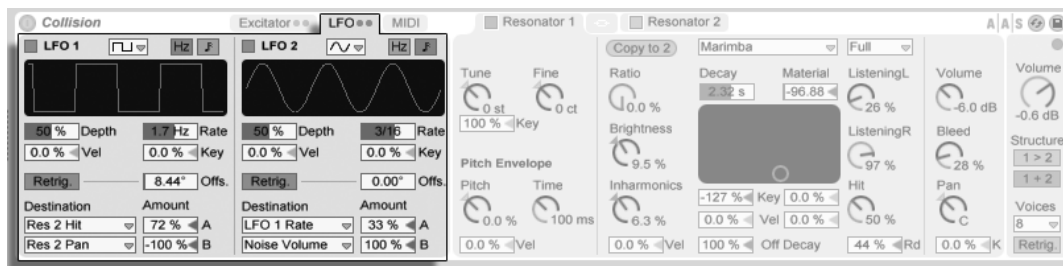 Collision Excitator LFO MIDI Resonator 1 <> Resonator 2 A|A|S
LFO 1 Hz LFO 2 Hz
50 % Depth 1.7 Hz Rate 50 % Depth 3/16 Rate
0.0 % Vel 0.0 % Key 0.0 % Vel 0.0 % Key
Retrig. 8.44° Offs. Retrig. 0.00° Offs.
Destination Amount Destination Amount
Res 2 Hit 72 % A LFO 1 Rate 33 % A
Res 2 Pan -100 % B Noise Volume 100 % B
Tune Fine
0 st 0 ct
100 % Key
Pitch Envelope
Pitch Time
0.0 % 100 ms
0.0 % Vel
Copy to 2 Marimba Full
Ratio Decay Material ListeningL
0.0 % 2.32 s -96.88 26 %
Brightness ListeningR
9.5 % 97 %
Inharmonics Hit
6.3 % -127 % Key 0.0 % 50 %
0.0 % Vel 0.0 %
0.0 % Vel 100 % Off Decay 44 % Rd
Volume
-6.0 dB
Bleed
28 %
Pan
C
0.0 % K
Volume
-0.6 dB
Structure
1 > 2
1 + 2
Voices
8
Retrig.